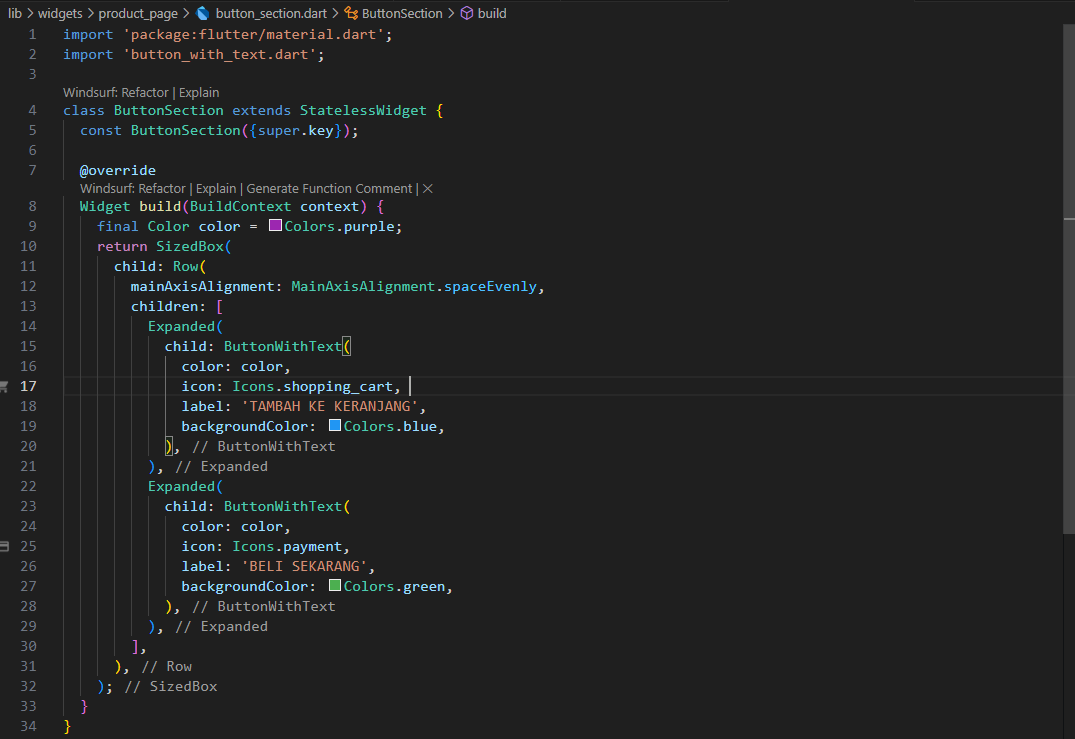 lib > widgets > product_page > button_section.dart > ButtonSection > build
1 import 'package:flutter/material.dart';
2 import 'button_with_text.dart';
3
Windsurf: Refactor | Explain
4 class ButtonSection extends StatelessWidget {
5   const ButtonSection({super.key});
6
7   @override
Windsurf: Refactor | Explain | Generate Function Comment | ×
8   Widget build(BuildContext context) {
9     final Color color = Colors.purple;
10     return SizedBox(
11       child: Row(
12         mainAxisAlignment: MainAxisAlignment.spaceEvenly,
13         children: [
14           Expanded(
15             child: ButtonWithText(
16               color: color,
17               icon: Icons.shopping_cart,
18               label: 'TAMBAH KE KERANJANG',
19               backgroundColor: Colors.blue,
20             ), // ButtonWithText
21           ), // Expanded
22           Expanded(
23             child: ButtonWithText(
24               color: color,
25               icon: Icons.payment,
26               label: 'BELI SEKARANG',
27               backgroundColor: Colors.green,
28             ), // ButtonWithText
29           ), // Expanded
30         ],
31       ), // Row
32     ); // SizedBox
33   }
34 }